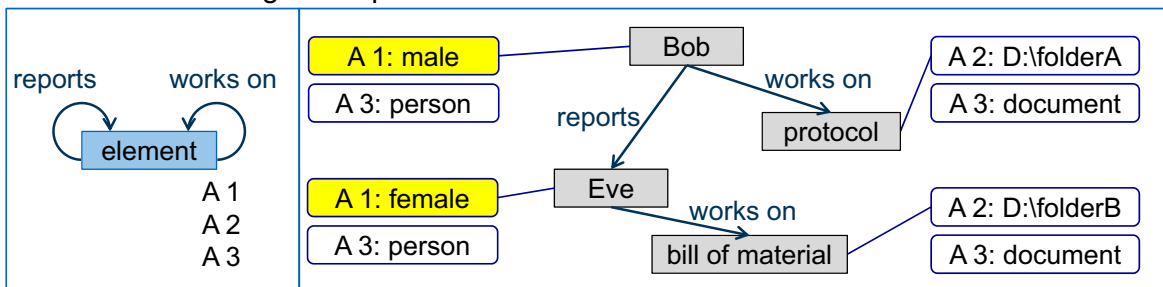 reports
works on
element
A 1
A 2
A 3
A 1: male
A 3: person
Bob
works on
A 2: D:\folderA
A 3: document
reports
protocol
A 1: female
A 3: person
Eve
works on
bill of material
A 2: D:\folderB
A 3: document